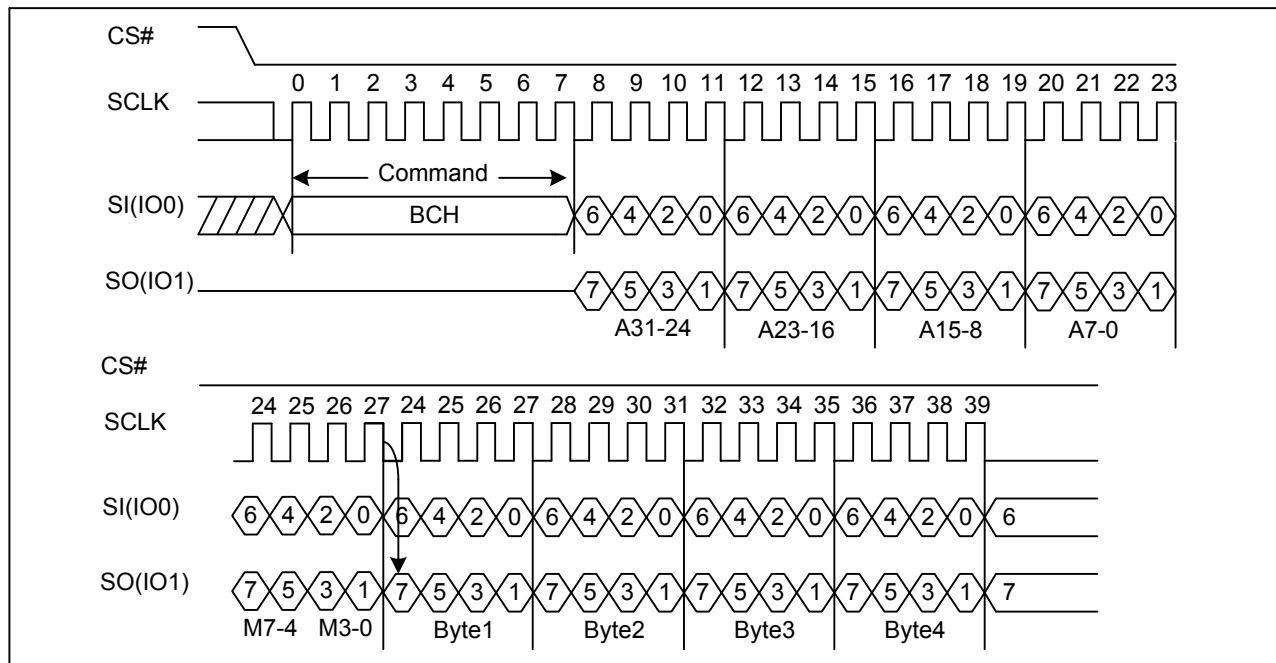 CS#
0 1 2 3 4 5 6 7 8 9 10 11 12 13 14 15 16 17 18 19 20 21 22 23
SCLK
Command
SI(IO0)
BCH 6 4 2 0 6 4 2 0 6 4 2 0 6 4 2 0
SO(IO1)
7 5 3 1 7 5 3 1 7 5 3 1 7 5 3 1
A31-24 A23-16 A15-8 A7-0
CS#
24 25 26 27 24 25 26 27 28 29 30 31 32 33 34 35 36 37 38 39
SCLK
SI(IO0)
6 4 2 0 6 4 2 0 6 4 2 0 6 4 2 0 6 4 2 0 6
SO(IO1)
7 5 3 1 7 5 3 1 7 5 3 1 7 5 3 1 7 5 3 1 7
M7-4 M3-0 Byte1 Byte2 Byte3 Byte4